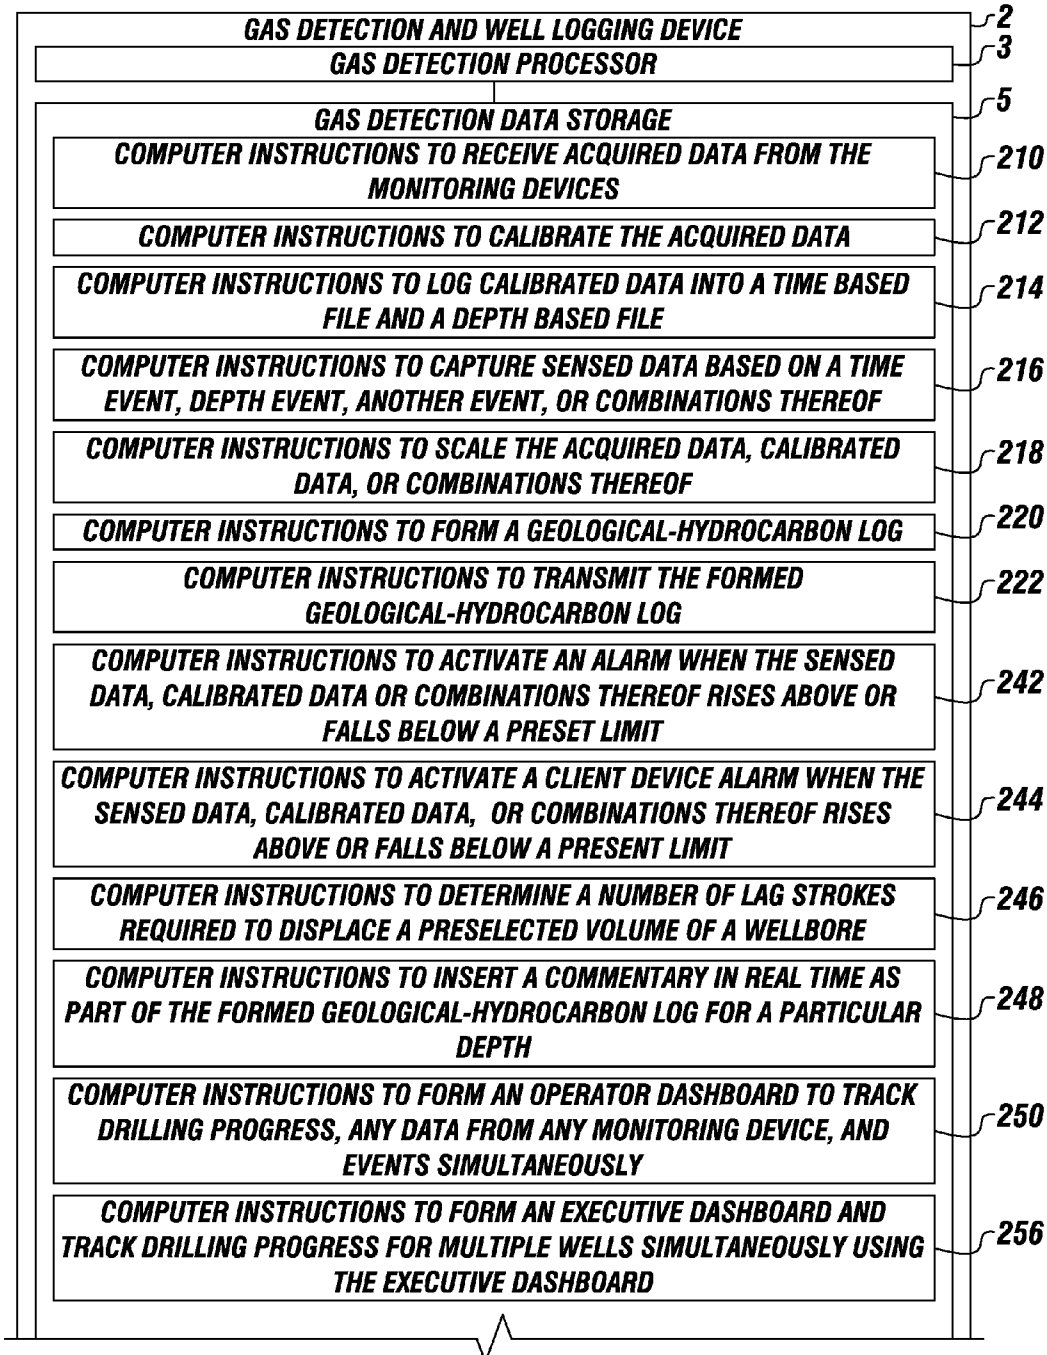 GAS DETECTION AND WELL LOGGING DEVICE
2
GAS DETECTION PROCESSOR
3
GAS DETECTION DATA STORAGE
5
COMPUTER INSTRUCTIONS TO RECEIVE ACQUIRED DATA FROM THE
MONITORING DEVICES
210
COMPUTER INSTRUCTIONS TO CALIBRATE THE ACQUIRED DATA
212
COMPUTER INSTRUCTIONS TO LOG CALIBRATED DATA INTO A TIME BASED
FILE AND A DEPTH BASED FILE
214
COMPUTER INSTRUCTIONS TO CAPTURE SENSED DATA BASED ON A TIME
EVENT, DEPTH EVENT, ANOTHER EVENT, OR COMBINATIONS THEREOF
216
COMPUTER INSTRUCTIONS TO SCALE THE ACQUIRED DATA, CALIBRATED
DATA, OR COMBINATIONS THEREOF
218
COMPUTER INSTRUCTIONS TO FORM A GEOLOGICAL-HYDROCARBON LOG
220
COMPUTER INSTRUCTIONS TO TRANSMIT THE FORMED
GEOLOGICAL-HYDROCARBON LOG
222
COMPUTER INSTRUCTIONS TO ACTIVATE AN ALARM WHEN THE SENSED
DATA, CALIBRATED DATA OR COMBINATIONS THEREOF RISES ABOVE OR
FALLS BELOW A PRESET LIMIT
242
COMPUTER INSTRUCTIONS TO ACTIVATE A CLIENT DEVICE ALARM WHEN THE
SENSED DATA, CALIBRATED DATA, OR COMBINATIONS THEREOF RISES
ABOVE OR FALLS BELOW A PRESENT LIMIT
244
COMPUTER INSTRUCTIONS TO DETERMINE A NUMBER OF LAG STROKES
REQUIRED TO DISPLACE A PRESELECTED VOLUME OF A WELLBORE
246
COMPUTER INSTRUCTIONS TO INSERT A COMMENTARY IN REAL TIME AS
PART OF THE FORMED GEOLOGICAL-HYDROCARBON LOG FOR A PARTICULAR
DEPTH
248
COMPUTER INSTRUCTIONS TO FORM AN OPERATOR DASHBOARD TO TRACK
DRILLING PROGRESS, ANY DATA FROM ANY MONITORING DEVICE, AND
EVENTS SIMULTANEOUSLY
250
COMPUTER INSTRUCTIONS TO FORM AN EXECUTIVE DASHBOARD AND
TRACK DRILLING PROGRESS FOR MULTIPLE WELLS SIMULTANEOUSLY USING
THE EXECUTIVE DASHBOARD
256